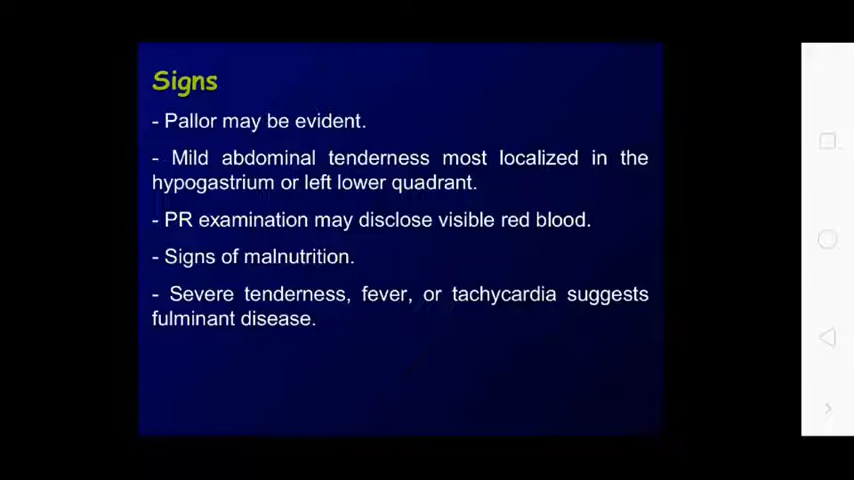 Signs
- Pallor may be evident.
- Mild abdominal tenderness most localized in the
hypogastrium or left lower quadrant.
- PR examination may disclose visible red blood.
- Signs of malnutrition.
- Severe tenderness, fever, or tachycardia suggests
fulminant disease.